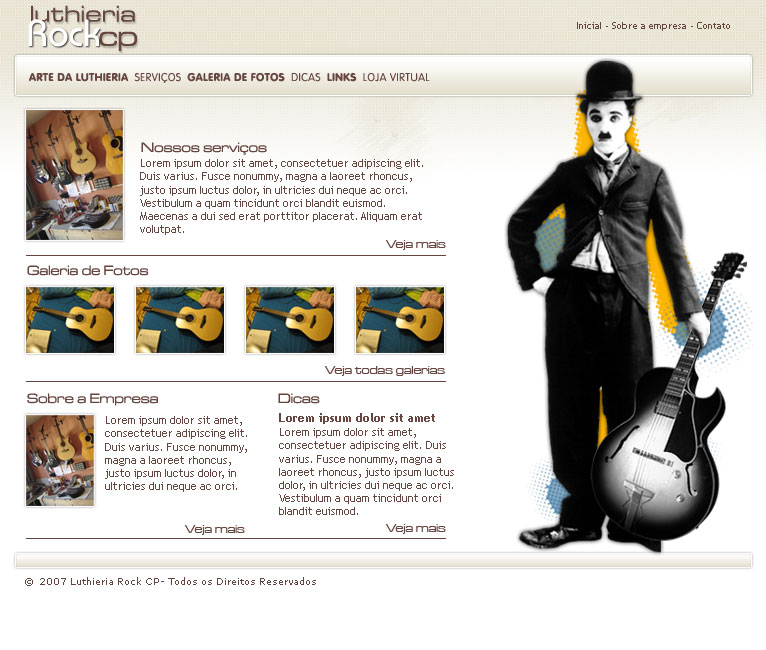 luthieria
Rock cp
Inicial - Sobre a empresa - Contato
ARTE DA LUTHIERIA SERVIÇOS GALERIA DE FOTOS DICAS LINKS LOJA VIRTUAL
Nossos serviços
Lorem ipsum dolor sit amet, consectetuer adipiscing elit.
Duis varius. Fusce nonummy, magna a laoreet rhoncus,
justo ipsum luctus dolor, in ultricies dui neque ac orci.
Vestibulum a quam tincidunt orci blandit euismod.
Maecenas a dui sed erat porttitor placerat. Aliquam erat
volutpat.
Veja mais
Galeria de Fotos
Veja todas galerias
Sobre a Empresa
Lorem ipsum dolor sit amet,
consectetuer adipiscing elit.
Duis varius. Fusce nonummy,
magna a laoreet rhoncus,
justo ipsum luctus dolor, in
ultricies dui neque ac orci.
Veja mais
Dicas
Lorem ipsum dolor sit amet
Lorem ipsum dolor sit amet,
consectetuer adipiscing elit. Duis
varius. Fusce nonummy, magna a
laoreet rhoncus, justo ipsum luctus
dolor, in ultricies dui neque ac orci.
Vestibulum a quam tincidunt orci
blandit euismod.
Veja mais
© 2007 Luthieria Rock CP- Todos os Direitos Reservados